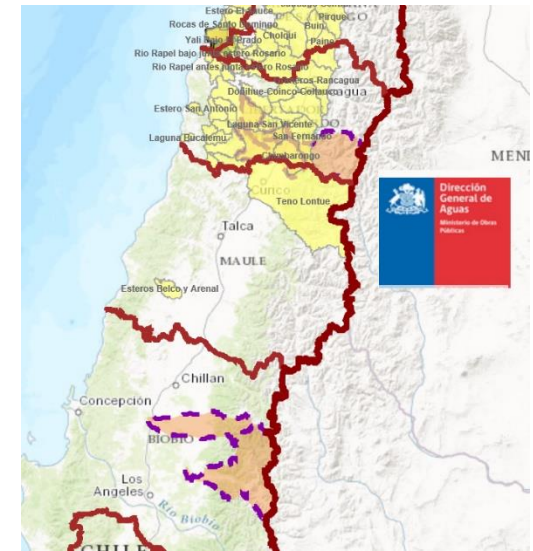 Rocas de Santo Domingo
Pirque
Cholqui
Buin
Paine
Yali Bajo El Prado
Rio Rapel bajo junta estero Rosario
Rio Rapel antes junta estero Rosario
Doñihue-Coinco-Coltauco
Estero San Antonio
Laguna San Vicente
San Fernando
Laguna Bucalemu
Chimbarongo
Curico
Teno Lontue
Talca
MAULE
Esteros Belco y Arenal
Chillan
Concepción
BIOBIO
Los
Angeles
Rio Biobio
CHILE
Dirección
General de
Aguas
Ministerio de Obras
Públicas